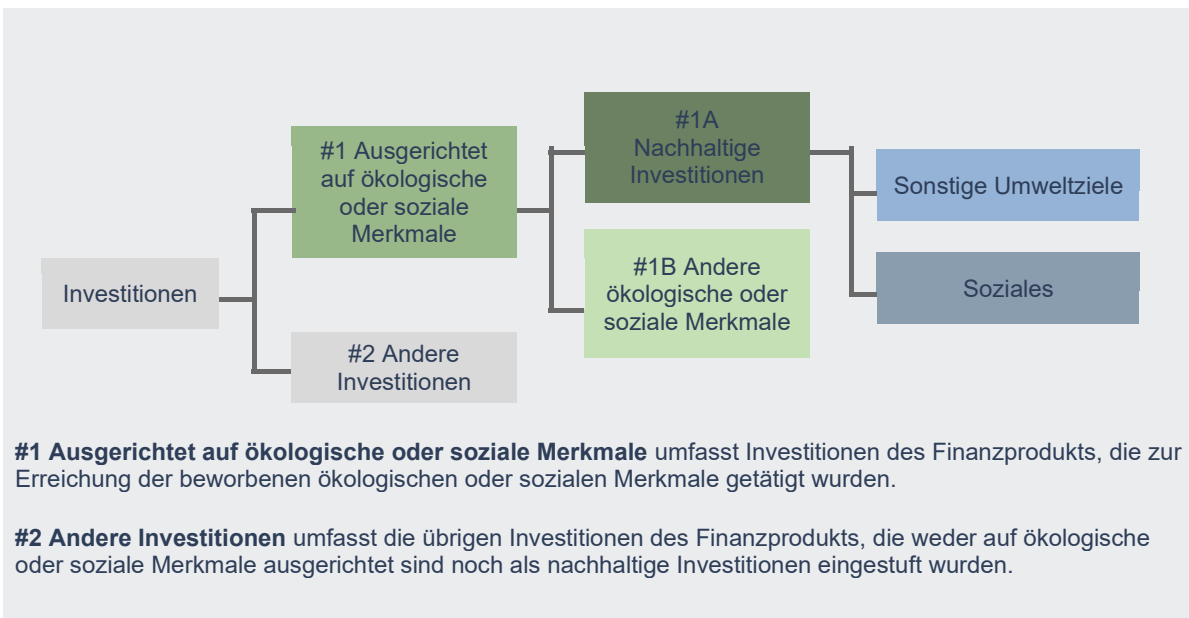 Investitionen
#1 Ausgerichtet
auf ökologische
oder soziale
Merkmale
#2 Andere
Investitionen
#1A
Nachhaltige
Investitionen
#1B Andere
ökologische oder
soziale Merkmale
Sonstige Umweltziele
Soziales
#1 Ausgerichtet auf ökologische oder soziale Merkmale umfasst Investitionen des Finanzprodukts, die zur
Erreichung der beworbenen ökologischen oder sozialen Merkmale getätigt wurden.
#2 Andere Investitionen umfasst die übrigen Investitionen des Finanzprodukts, die weder auf ökologische
oder soziale Merkmale ausgerichtet sind noch als nachhaltige Investitionen eingestuft wurden.